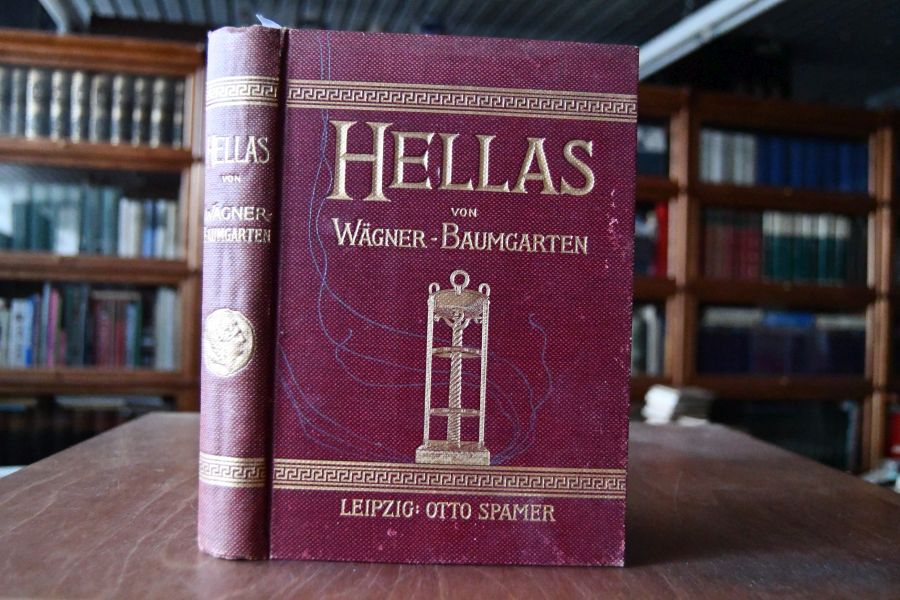 HELLAS
VON
WÄGNER-
BAUMGARTEN
HELLAS
VON
WÄGNER-BAUMGARTEN
LEIPZIG: OTTO SPAMER